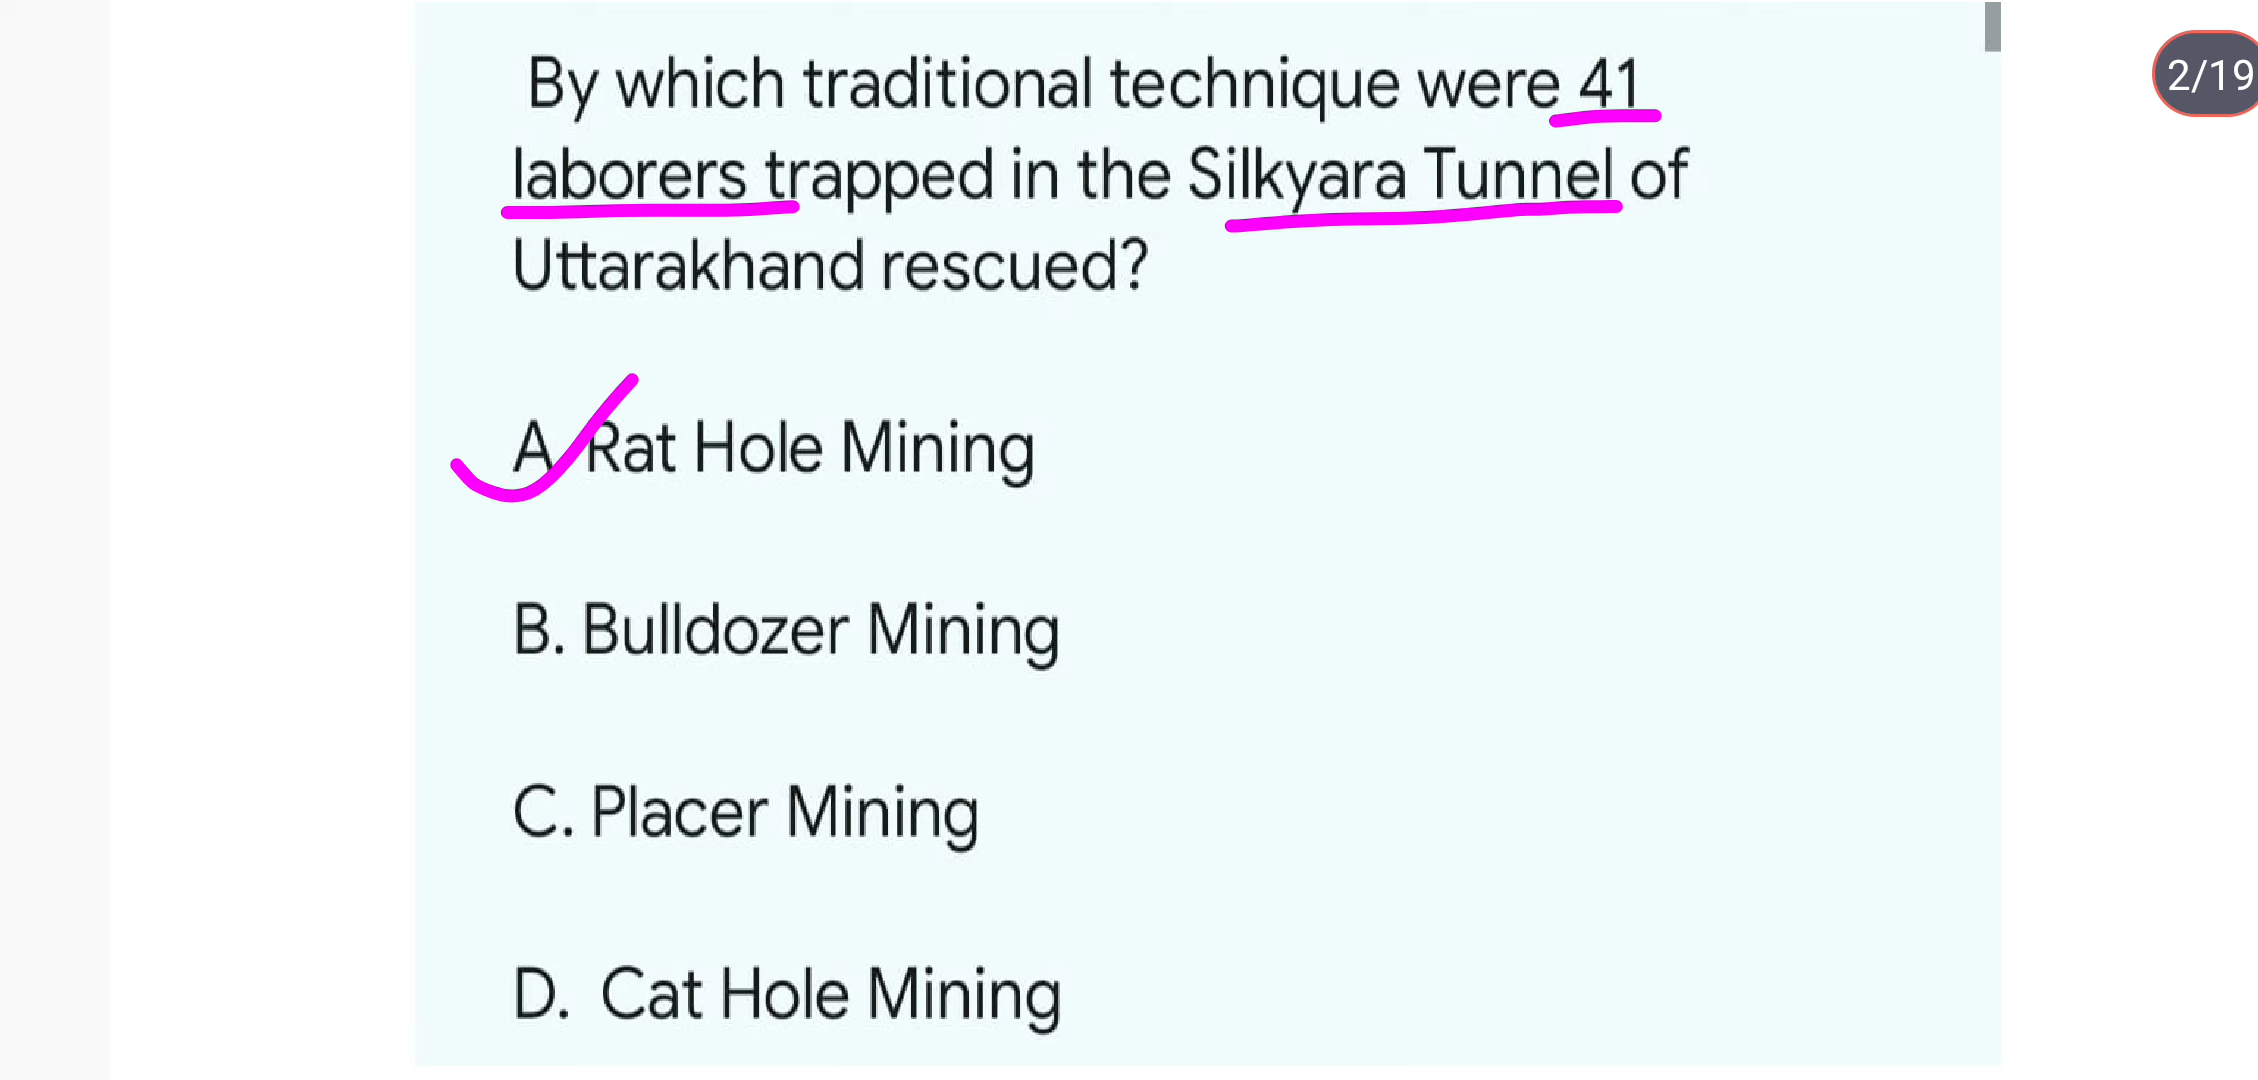 By which traditional technique were 41
laborers trapped in the Silkyara Tunnel of
Uttarakhand rescued?
A. Rat Hole Mining
B. Bulldozer Mining
C. Placer Mining
D. Cat Hole Mining
2/19